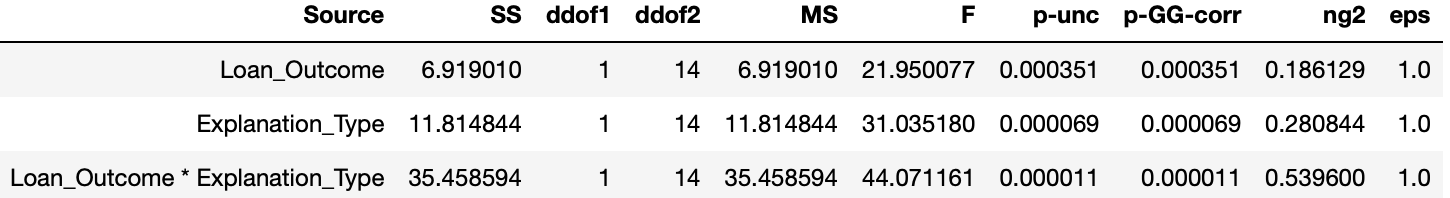 Source SS ddof1 ddof2 MS F p-unc p-GG-corr ng2 eps
Loan_Outcome 6.919010 1 14 6.919010 21.950077 0.000351 0.000351 0.186129 1.0
Explanation_Type 11.814844 1 14 11.814844 31.035180 0.000069 0.000069 0.280844 1.0
Loan_Outcome * Explanation_Type 35.458594 1 14 35.458594 44.071161 0.000011 0.000011 0.539600 1.0